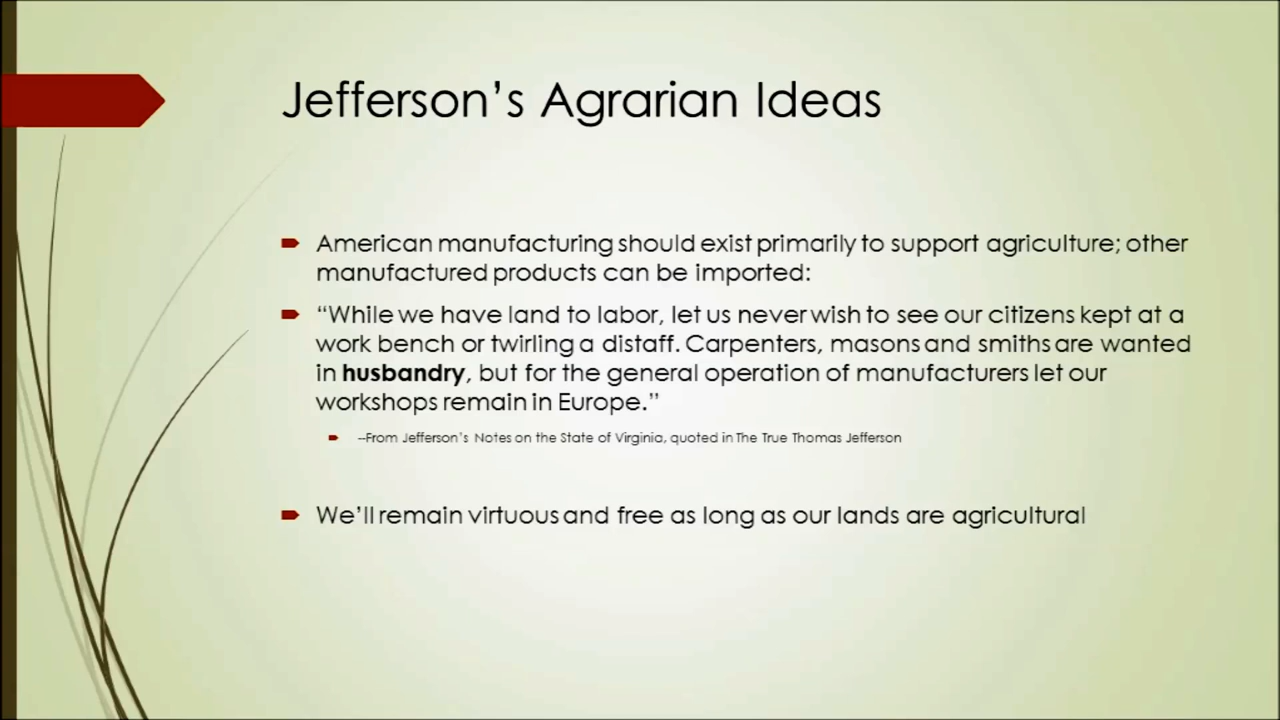 Jefferson's Agrarian Ideas
American manufacturing should exist primarily to support agriculture; other
manufactured products can be imported:
“While we have land to labor, let us never wish to see our citizens kept at a
work bench or twirling a distaff. Carpenters, masons and smiths are wanted
in husbandry, but for the general operation of manufacturers let our
workshops remain in Europe.”
--From Jefferson's Notes on the State of Virginia, quoted in The True Thomas Jefferson
We'll remain virtuous and free as long as our lands are agricultural